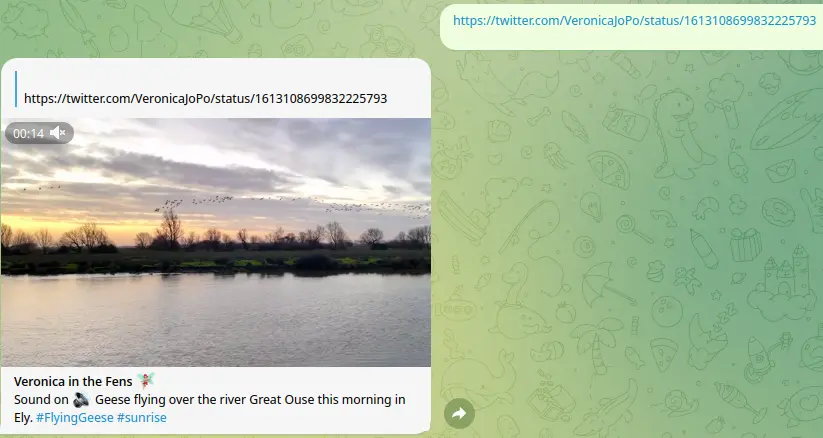 https://twitter.com/VeronicaJoPo/status/1613108699832225793
https://twitter.com/VeronicaJoPo/status/1613108699832225793
00:14
Veronica in the Fens 🧚
Sound on 🔊 Geese flying over the river Great Ouse this morning in
Ely. #FlyingGeese #sunrise